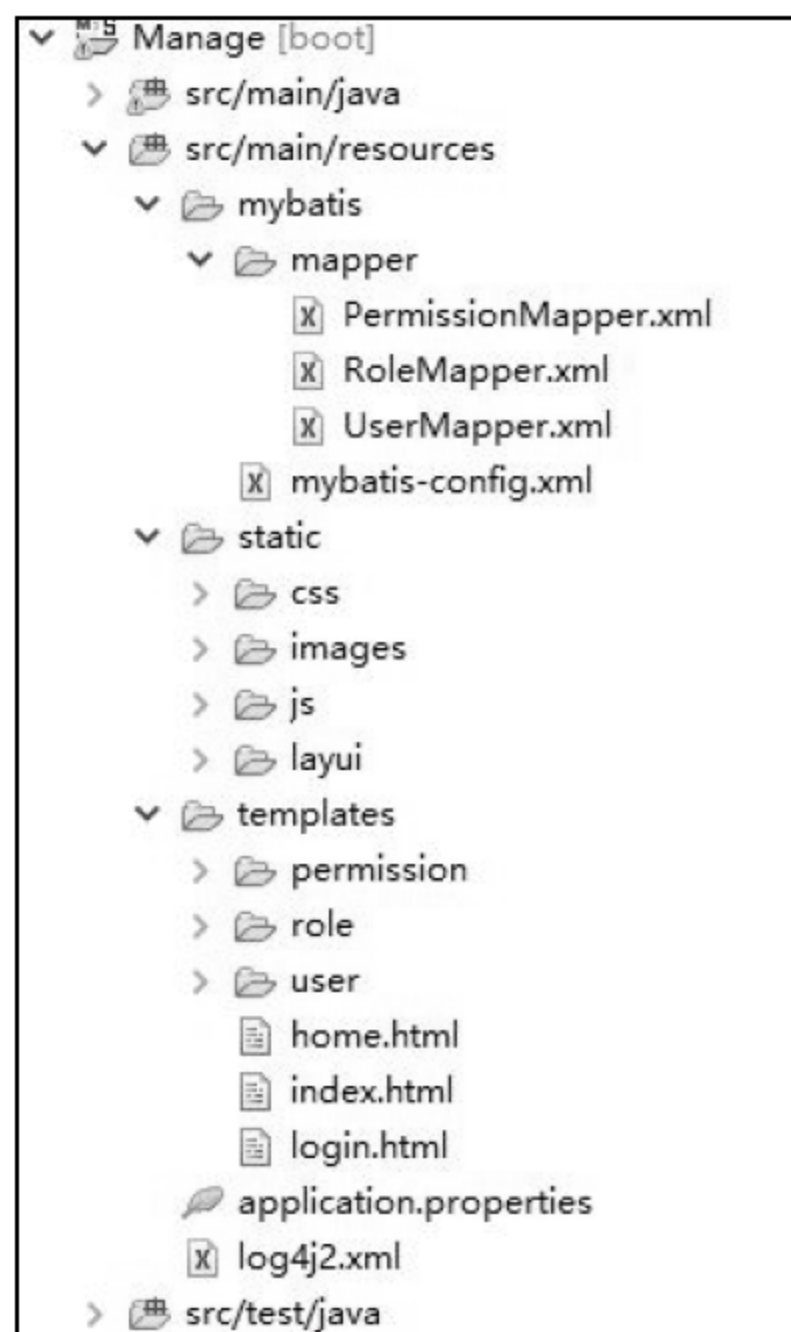 Manage [boot]
src/main/java
src/main/resources
mybatis
mapper
PermissionMapper.xml
RoleMapper.xml
UserMapper.xml
mybatis-config.xml
static
css
images
js
layui
templates
permission
role
user
home.html
index.html
login.html
application.properties
log4j2.xml
src/test/java